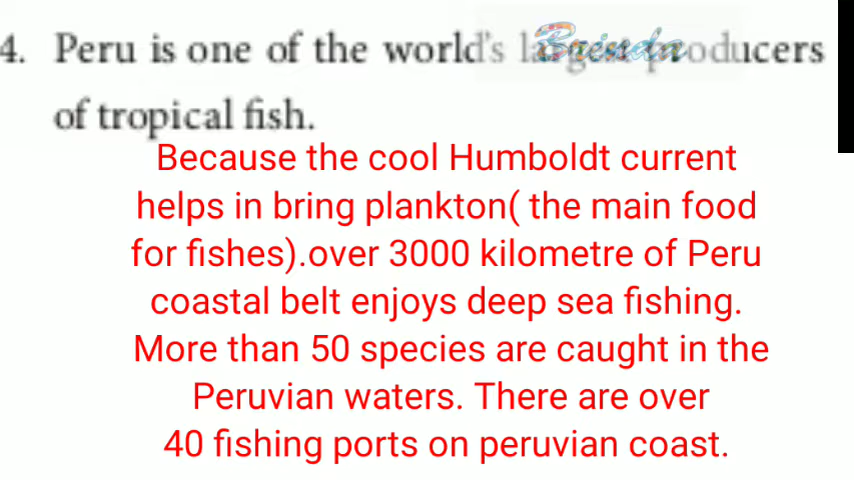 4. Peru is one of the world's largest producers
of tropical fish.
Because the cool Humboldt current
helps in bring plankton( the main food
for fishes).over 3000 kilometre of Peru
coastal belt enjoys deep sea fishing.
More than 50 species are caught in the
Peruvian waters. There are over
40 fishing ports on peruvian coast.